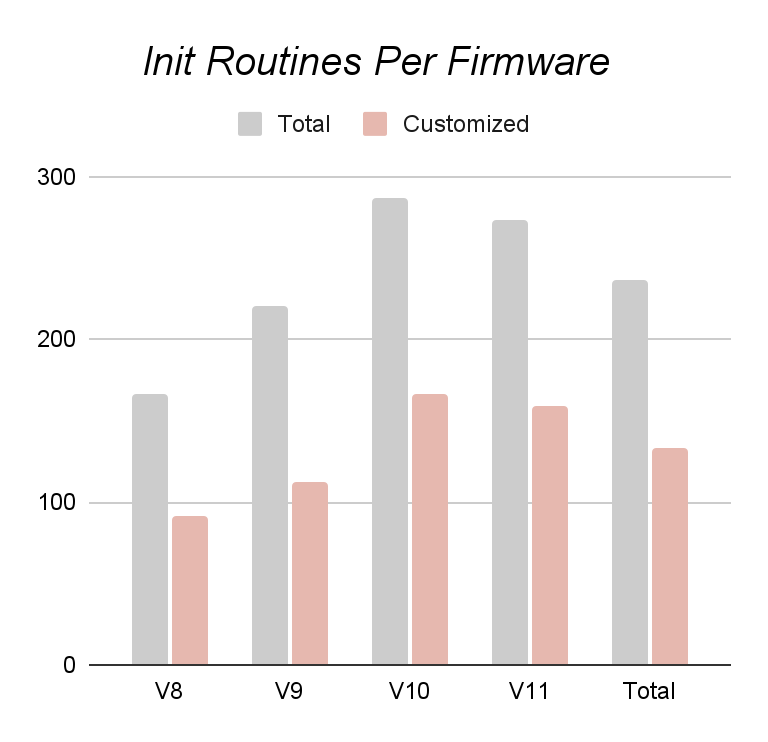 Init Routines Per Firmware
Total Customized
300
200
100
0
V8 V9 V10 V11 Total